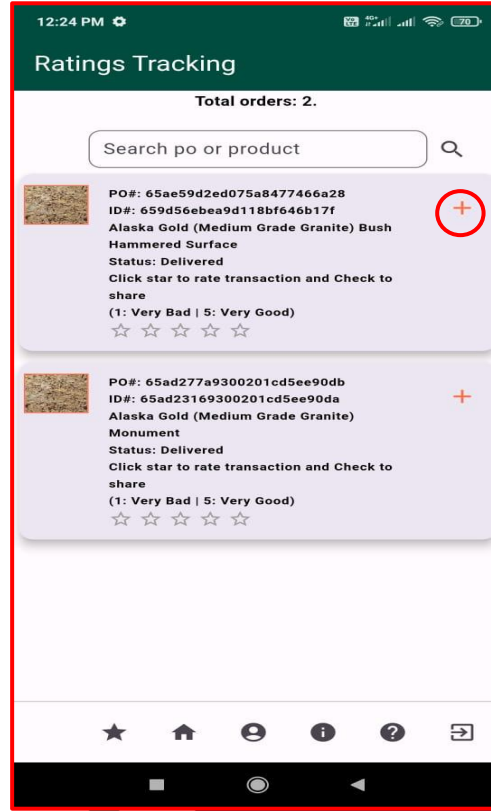 12:24 PM
4G+ 70
Ratings Tracking
Total orders: 2.
Search po or product
PO#: 65ae59d2ed075a8477466a28
ID#: 659d56ebea9d118bf646b17f
Alaska Gold (Medium Grade Granite) Bush
Hammered Surface
Status: Delivered
Click star to rate transaction and Check to
share
(1: Very Bad | 5: Very Good)
PO#: 65ad277a9300201cd5ee90db
ID#: 65ad23169300201cd5ee90da
Alaska Gold (Medium Grade Granite)
Monument
Status: Delivered
Click star to rate transaction and Check to
share
(1: Very Bad | 5: Very Good)